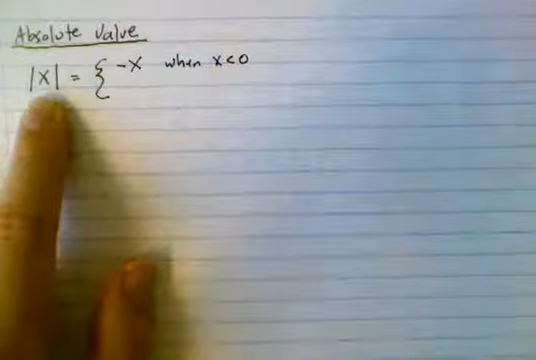 Absolute Value
|x| = { -x when x<0